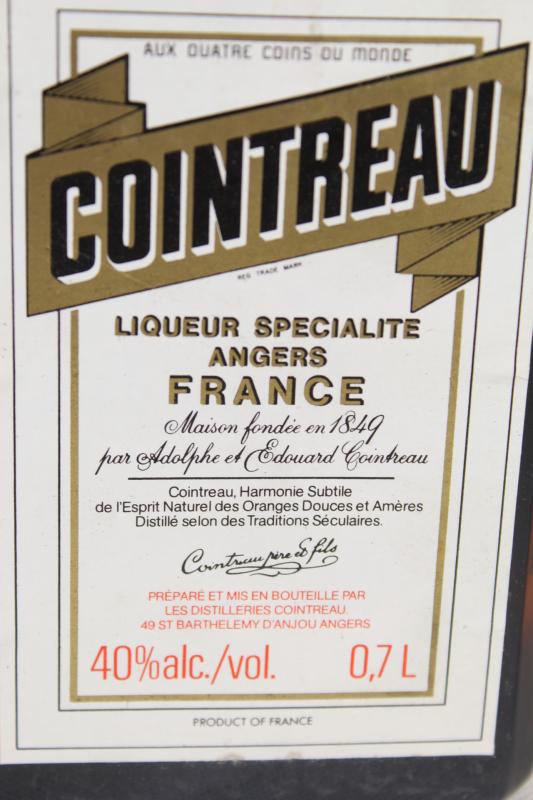 AUX QUATRE COINS DU MONDE
COINTREAU
REG. TRADE MARK.
LIQUEUR SPECIALITE
ANGERS
FRANCE
Maison fondée en 1849
par Adolphe et Edouard Cointreau
Cointreau, Harmonie Subtile
de l'Esprit Naturel des Oranges Douces et Amères
Distillé selon des Traditions Séculaires.
Cointreau père & fils
PRÉPARÉ ET MIS EN BOUTEILLE PAR
LES DISTILLERIES COINTREAU.
49 ST BARTHELEMY D'ANJOU ANGERS
40%alc./vol. 0,7 L
PRODUCT OF FRANCE